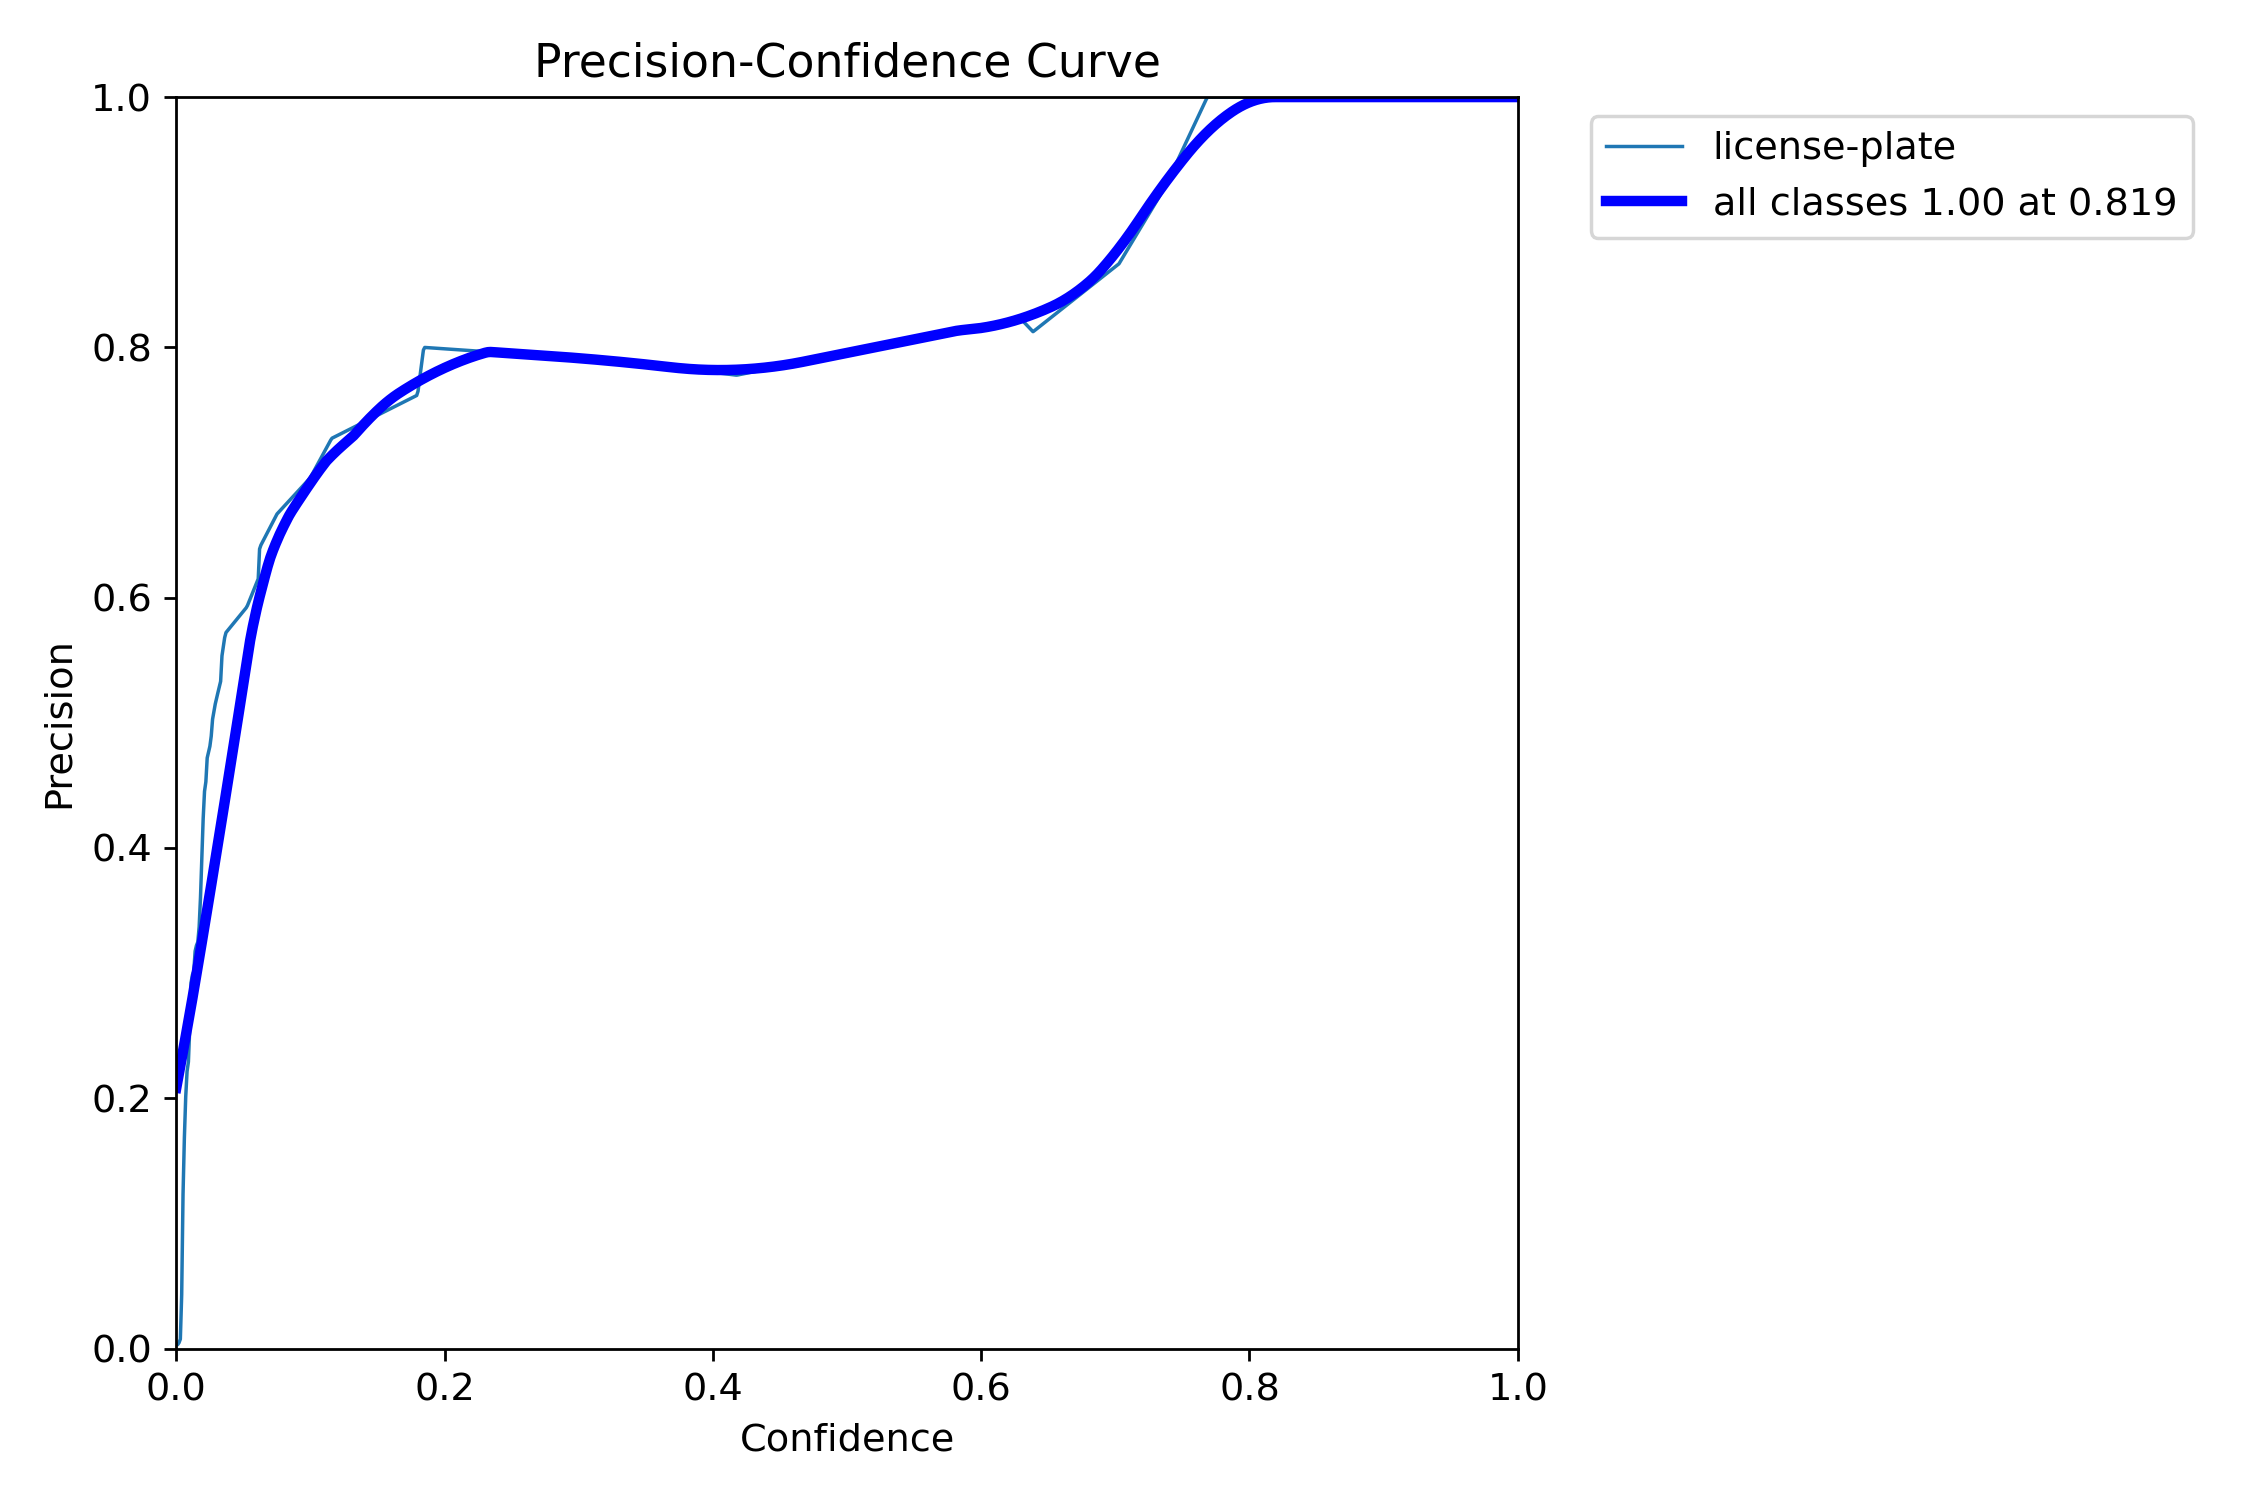 Precision-Confidence Curve
1.0
0.8
0.6
0.4
0.2
0.0
Precision
0.0 0.2 0.4 0.6 0.8 1.0
Confidence
license-plate
all classes 1.00 at 0.819